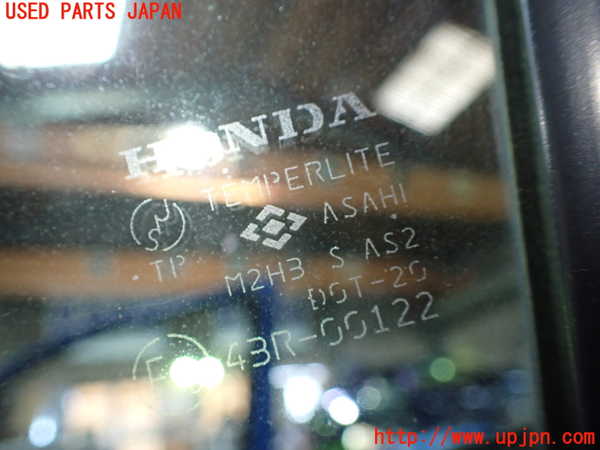 USED PARTS JAPAN
HONDA
TEMPERLITE
ASAHI
TP
M2H3 S AS2
DOT-20
43R-00122
http://www.upjpn.com/